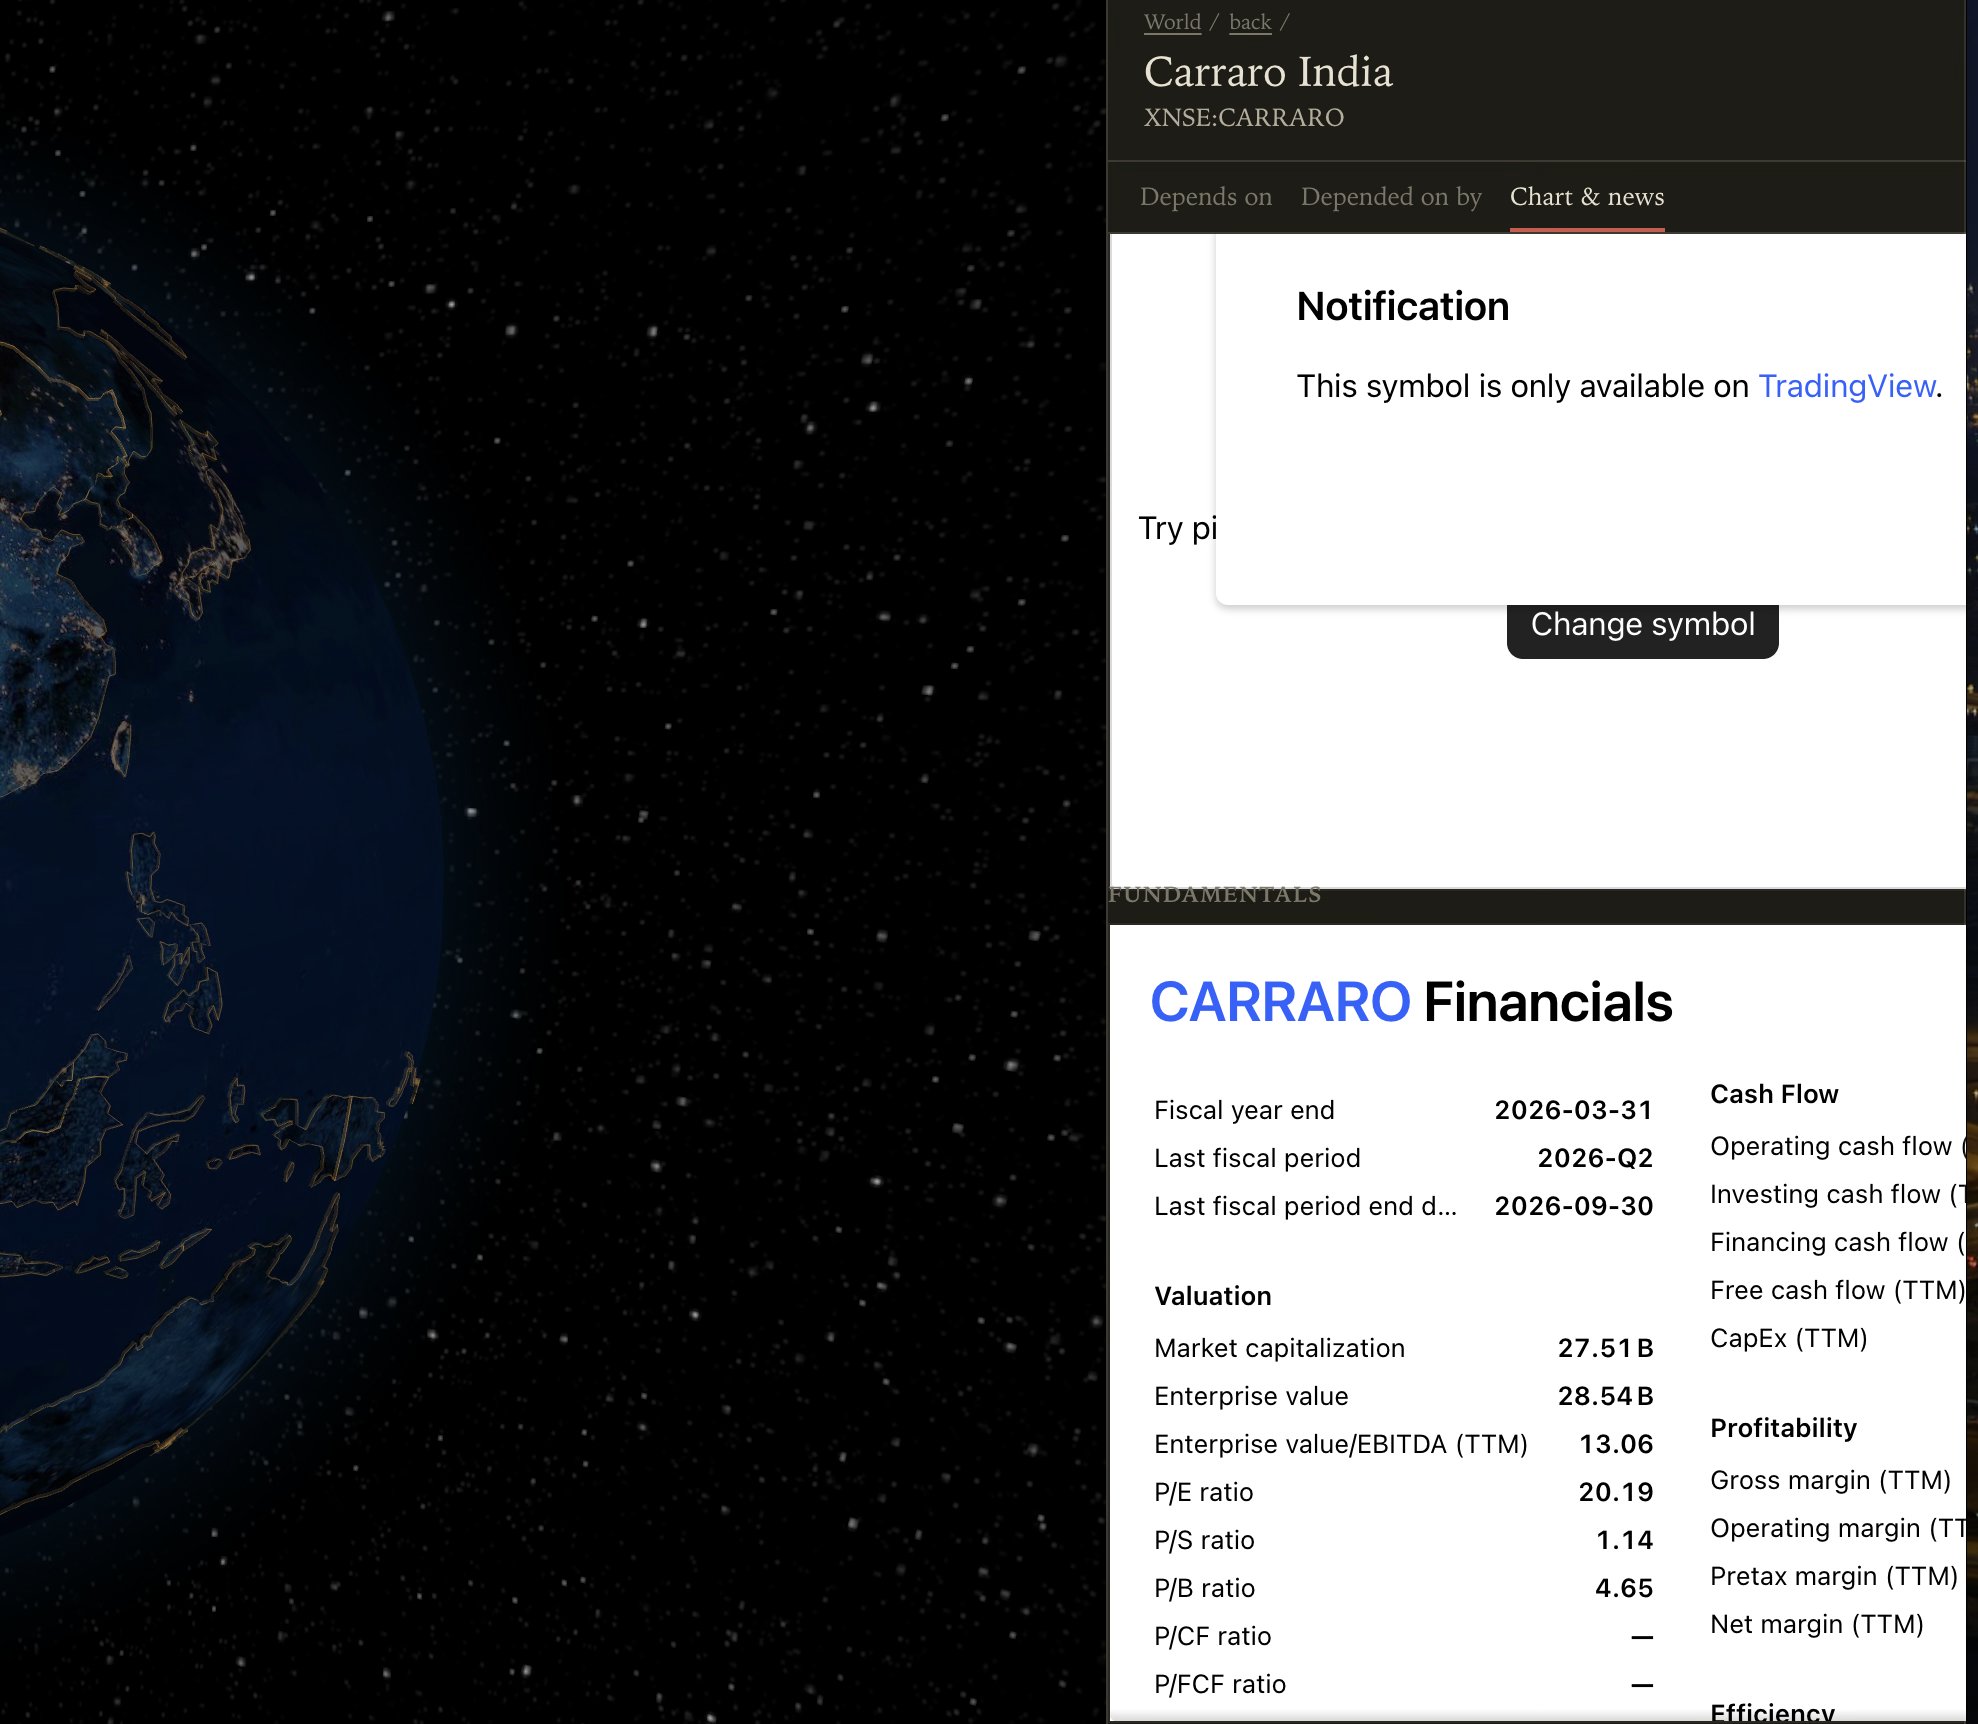 World / back /
Carraro India
XNSE:CARRARO
Depends on Depended on by Chart & news
Notification
This symbol is only available on TradingView.
Try pi
Change symbol
FUNDAMENTALS
CARRARO Financials
Fiscal year end 2026-03-31
Last fiscal period 2026-Q2
Last fiscal period end d... 2026-09-30
Valuation
Market capitalization 27.51 B
Enterprise value 28.54 B
Enterprise value/EBITDA (TTM) 13.06
P/E ratio 20.19
P/S ratio 1.14
P/B ratio 4.65
P/CF ratio —
P/FCF ratio —
Cash Flow
Operating cash flow (
Investing cash flow (T
Financing cash flow (
Free cash flow (TTM)
CapEx (TTM)
Profitability
Gross margin (TTM)
Operating margin (TT
Pretax margin (TTM)
Net margin (TTM)
Efficiency